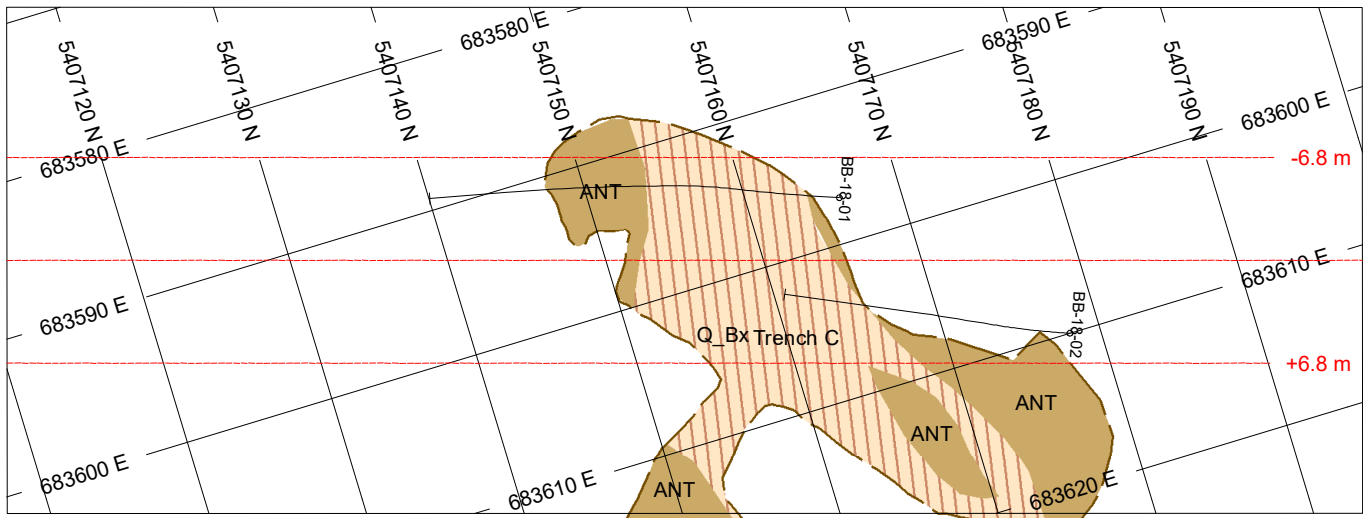 683580 E
683590 E
5407120 N
5407130 N
5407140 N
5407150 N
5407160 N
5407170 N
5407180 N
5407190 N
683600 E
683580 E
-6.8 m
BB-18-01
ANT
683610 E
683590 E
BB-18-02
Q_Bx
Trench C
+6.8 m
ANT
ANT
683600 E
683610 E
ANT
683620 E